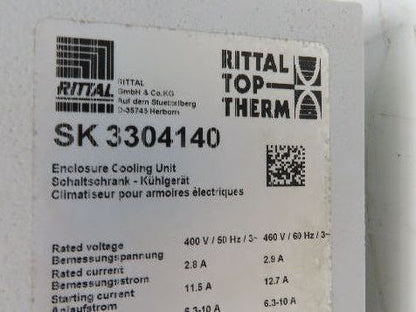 RITTAL
RITTAL
GmbH & Co.KG
Auf dem Stuetzelberg
D-35745 Herborn
RITTAL
TOP
THERM
SK 3304140
Enclosure Cooling Unit
Schaltschrank - Kühlgerät
Climatiseur pour armoires électriques
Rated voltage 400 V / 50 Hz / 3~ 460 V / 60 Hz / 3~
Bemessungsspannung
Rated current 2.8 A 2.9 A
Bemessungsstrom
Starting current 11.5 A 12.7 A
Anlaufstrom
6.3-10 A 6.3-10 A